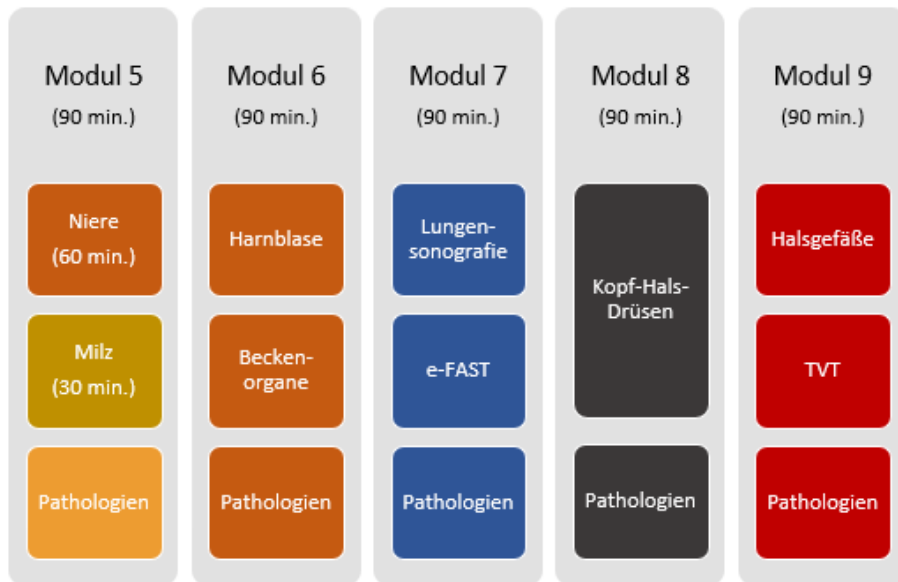 Modul 5
(90 min.)
Niere
(60 min.)
Milz
(30 min.)
Pathologien
Modul 6
(90 min.)
Harnblase
Becken-
organe
Pathologien
Modul 7
(90 min.)
Lungen-
sonografie
e-FAST
Pathologien
Modul 8
(90 min.)
Kopf-Hals-
Drüsen
Pathologien
Modul 9
(90 min.)
Halsgefäße
TVT
Pathologien